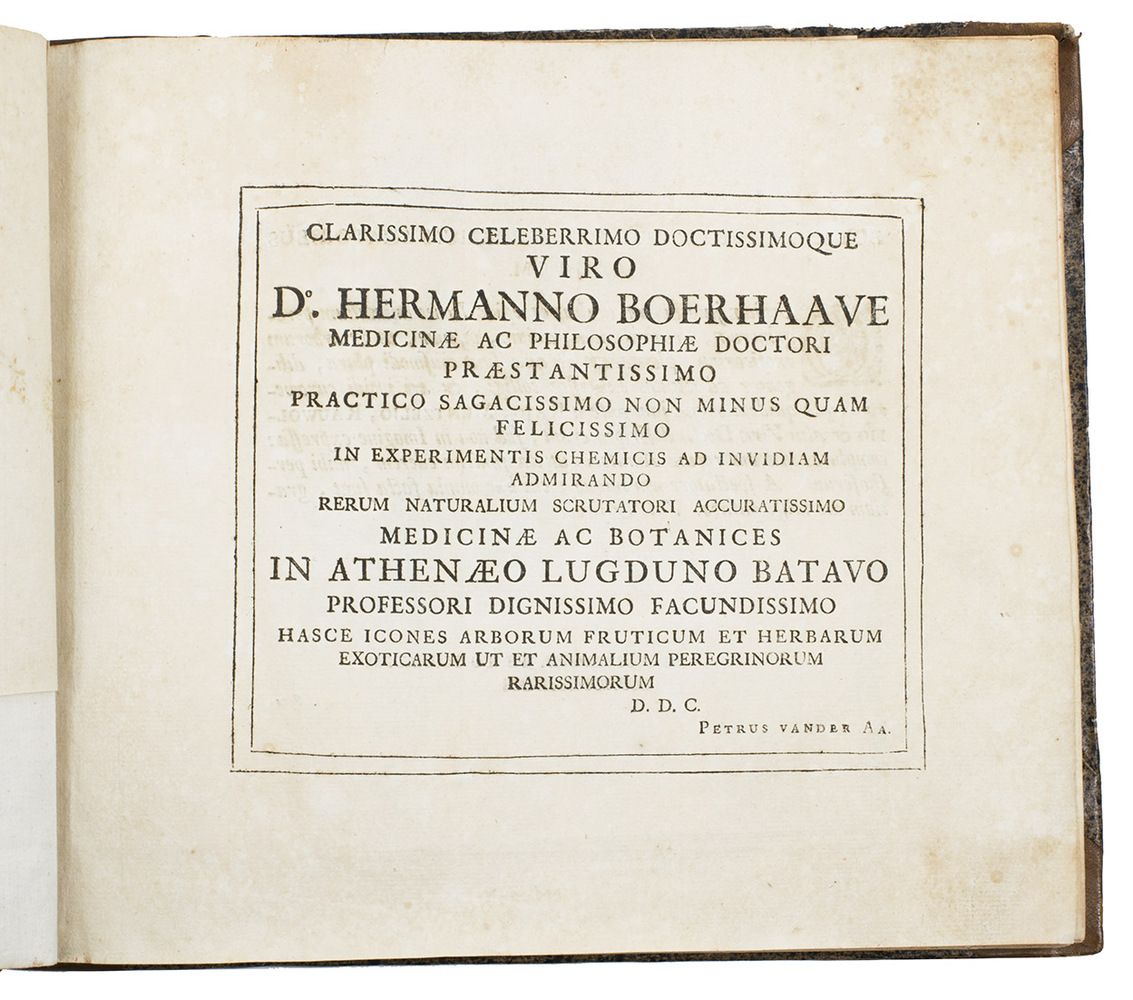 CLARISSIMO CELEBERRIMO DOCTISSIMOQUE
VIRO
Dº. HERMANNO BOERHAAVE
MEDICINÆ AC PHILOSOPHIÆ DOCTORI
PRÆSTANTISSIMO
PRACTICO SAGACISSIMO NON MINUS QUAM
FELICISSIMO
IN EXPERIMENTIS CHEMICIS AD INVIDIAM
ADMIRANDO
RERUM NATURALIUM SCRUTATORI ACCURATISSIMO
MEDICINÆ AC BOTANICES
IN ATHENÆO LUGDUNO BATAVO
PROFESSORI DIGNISSIMO FACUNDISSIMO
HASCE ICONES ARBORUM FRUTICUM ET HERBARUM
EXOTICARUM UT ET ANIMALIUM PEREGRINORUM
RARISSIMORUM
D. D. C.
PETRUS VANDER AA.